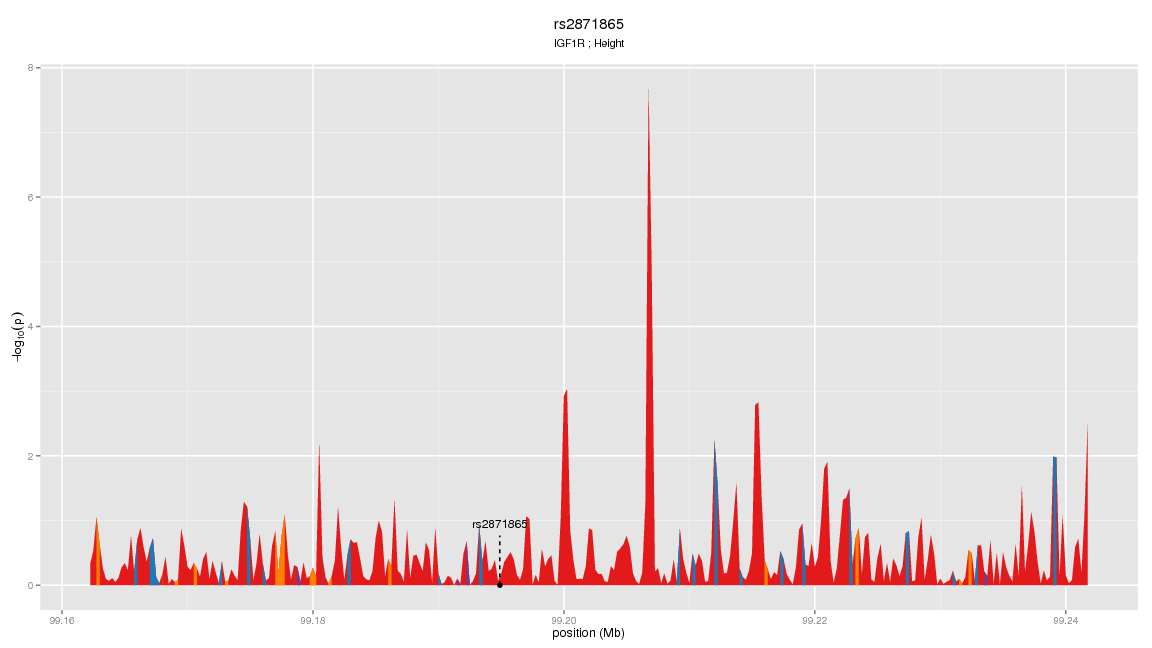 rs2871865
IGF1R ; Height
8
6
4
2
0
−log10(p)
rs2871865
99.16 99.18 99.20 99.22 99.24
position (Mb)